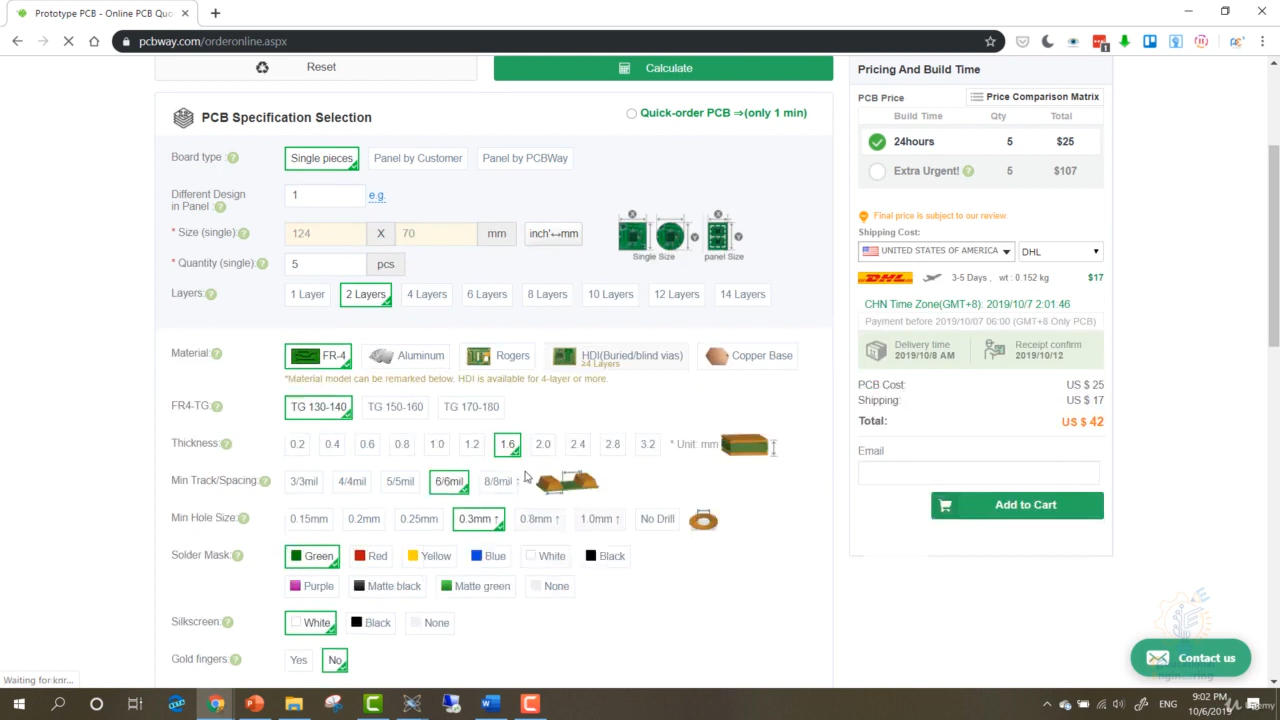 Prototype PCB - Online PCB Quo
pcbway.com/orderonline.aspx
1
Reset
Calculate
Pricing And Build Time
PCB Price
Price Comparison Matrix
Build Time Qty Total
24hours 5 $25
Extra Urgent! ? 5 $107
Final price is subject to our review.
Shipping Cost:
UNITED STATES OF AMERICA DHL
DHL 3-5 Days , wt : 0.152 kg $17
CHN Time Zone(GMT+8): 2019/10/7 2:01:46
Payment before 2019/10/07 06:00 (GMT+8 Only PCB)
Delivery time Receipt confirm
2019/10/8 AM 2019/10/12
PCB Cost: US $ 25
Shipping: US $ 17
Total: US $ 42
Email
Add to Cart
PCB Specification Selection
Quick-order PCB ⇒(only 1 min)
Board type : ? Single pieces Panel by Customer Panel by PCBWay
Different Design
in Panel : ? 1 e.g.
* Size (single): ? 124 X 70 mm inch'↔mm
X Y X Y
Single Size panel Size
* Quantity (single): ? 5 pcs
Layers: ? 1 Layer 2 Layers 4 Layers 6 Layers 8 Layers 10 Layers 12 Layers 14 Layers
Material: ? FR-4 Aluminum Rogers HDI(Buried/blind vias) Copper Base
≥4 Layers
*Material model can be remarked below. HDI is available for 4-layer or more.
FR4-TG: ? TG 130-140 TG 150-160 TG 170-180
Thickness: ? 0.2 0.4 0.6 0.8 1.0 1.2 1.6 2.0 2.4 2.8 3.2 * Unit: mm
Min Track/Spacing: ? 3/3mil 4/4mil 5/5mil 6/6mil 8/8mil ↑
Min Hole Size: ? 0.15mm 0.2mm 0.25mm 0.3mm ↑ 0.8mm ↑ 1.0mm ↑ No Drill
Solder Mask: ? Green Red Yellow Blue White Black
Purple Matte black Matte green None
Silkscreen: ? White Black None
Gold fingers: ? Yes No
Contact us
Waiting for knr...
ENG
9:02 PM
10/6/2019
Udemy